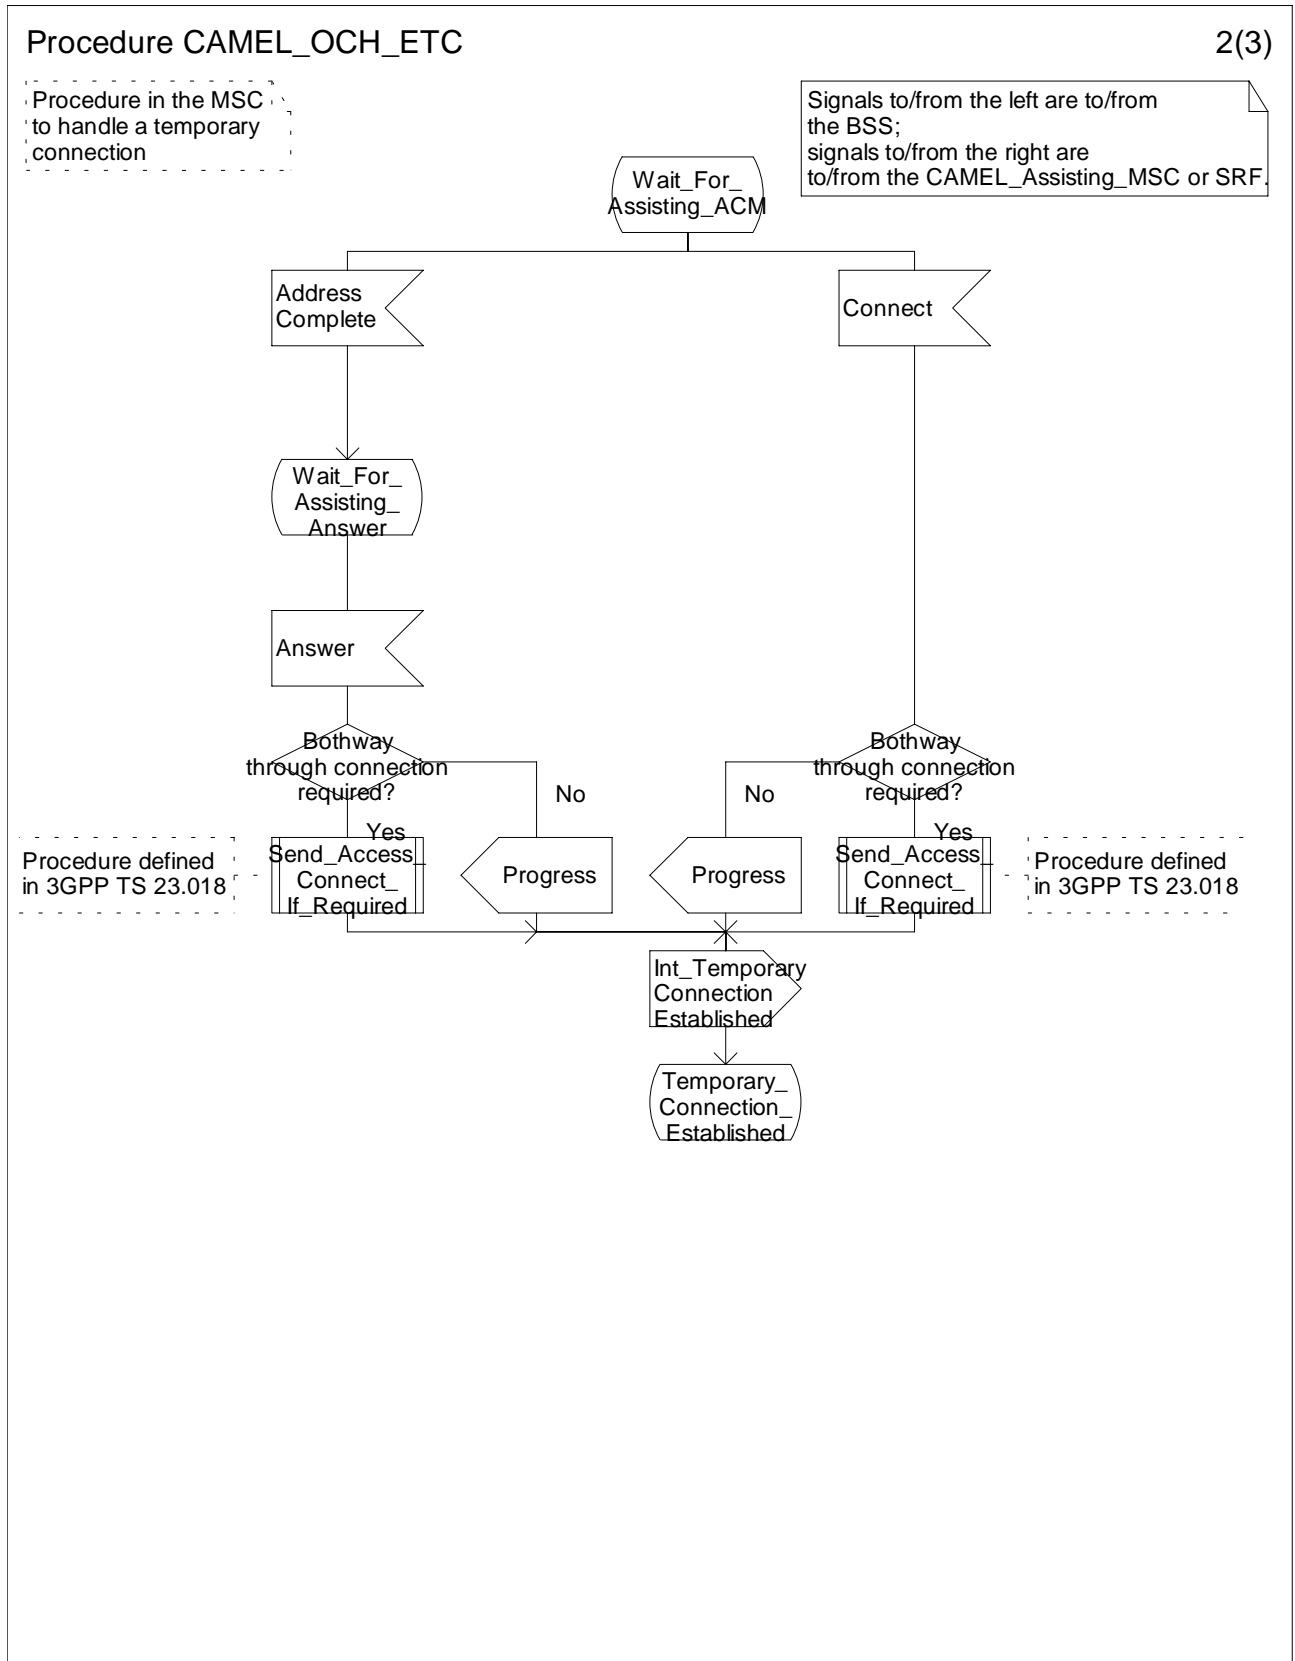 Procedure CAMEL_OCH_ETC
2(3)
Procedure in the MSC
to handle a temporary
connection
Signals to/from the left are to/from
the BSS;
signals to/from the right are
to/from the CAMEL_Assisting_MSC or SRF.
Wait_For_
Assisting_ACM
Address
Complete
Connect
Wait_For_
Assisting_
Answer
Answer
Bothway
through connection
required?
Bothway
through connection
required?
No
No
Yes
Yes
Procedure defined
in 3GPP TS 23.018
Send_Access_
Connect_
If_Required
Progress
Progress
Send_Access_
Connect_
If_Required
Procedure defined
in 3GPP TS 23.018
Int_Temporary
Connection
Established
Temporary_
Connection_
Established